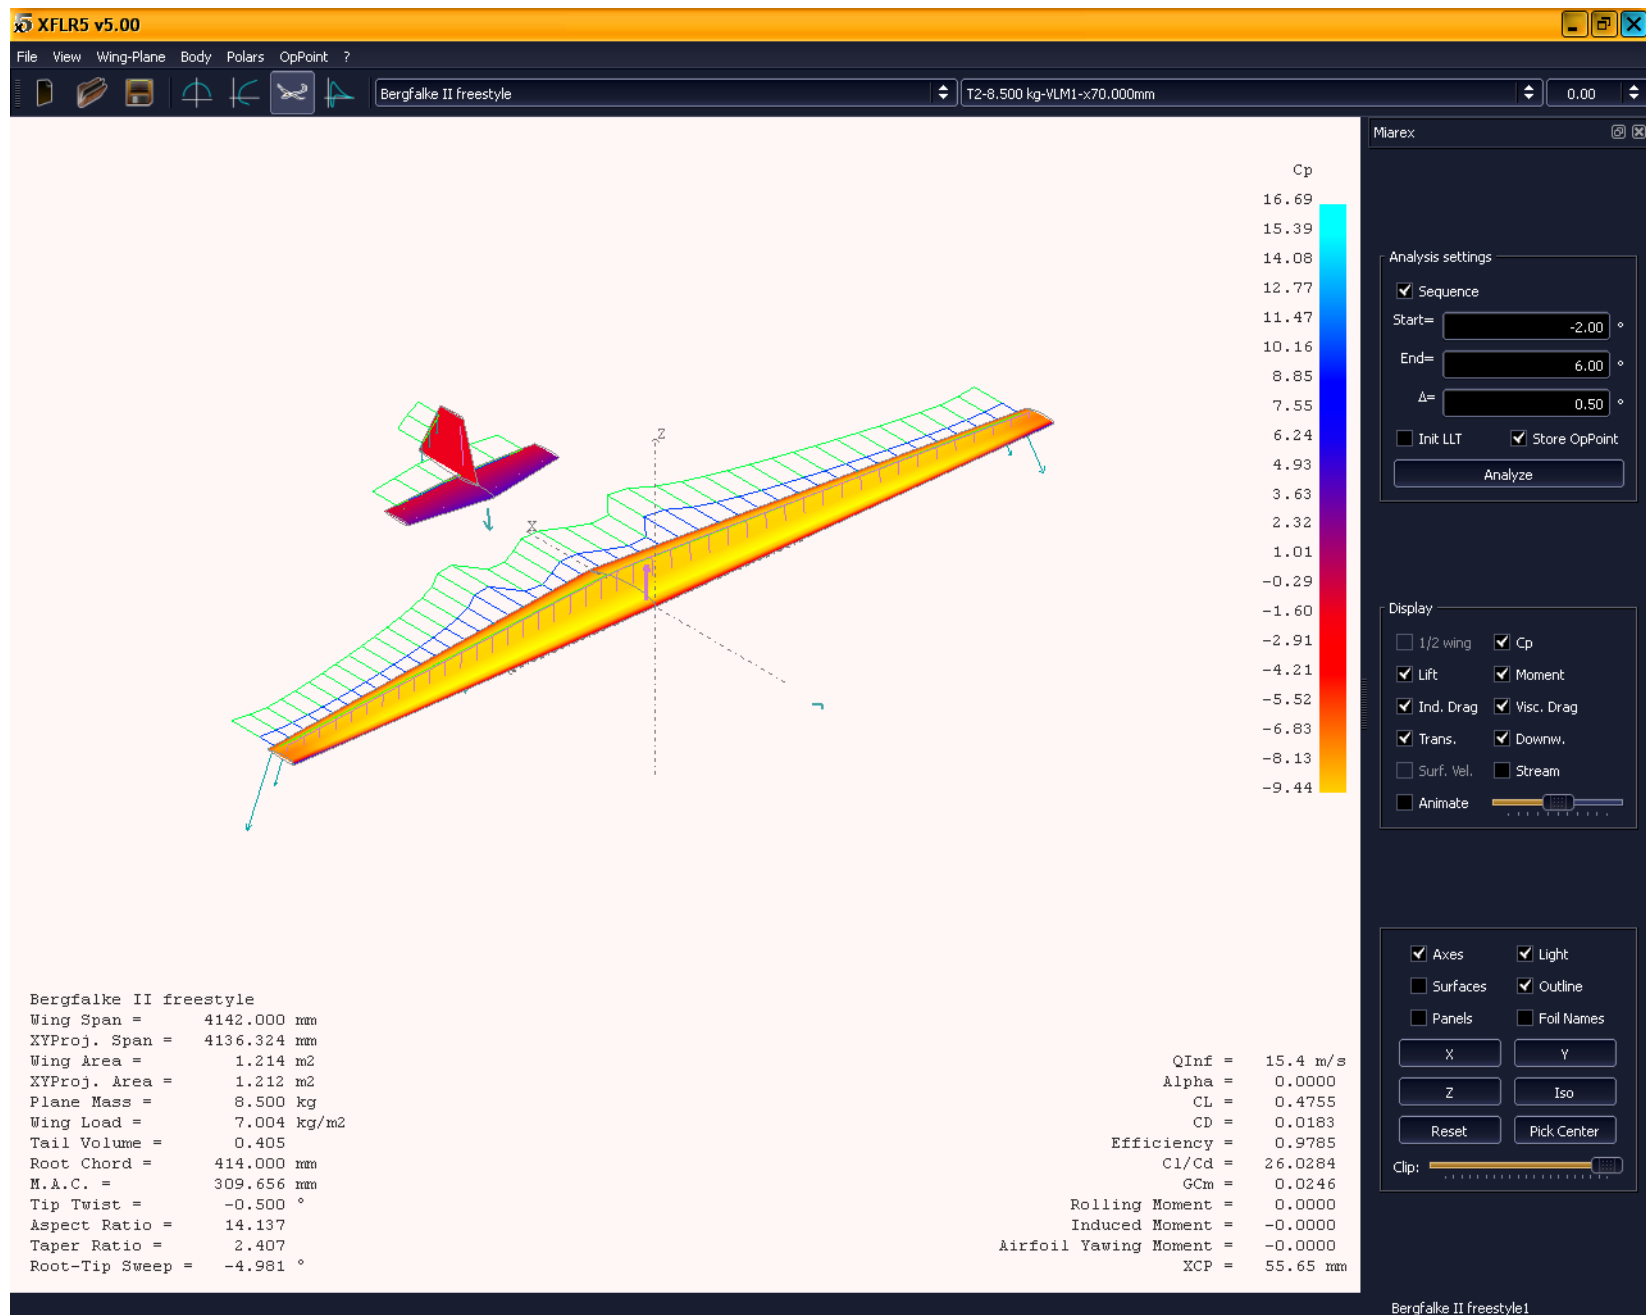 XFLR5 v5.00
File View Wing-Plane Body Polars OpPoint ?
Bergfalke II freestyle
T2-8.500 kg-VLM1-x70.000mm
0.00
Miarex
Cp
16.69
15.39
14.08
12.77
11.47
10.16
8.85
7.55
6.24
4.93
3.63
2.32
1.01
-0.29
-1.60
-2.91
-4.21
-5.52
-6.83
-8.13
-9.44
Z
X
Analysis settings
Sequence
Start= -2.00 °
End= 6.00 °
Δ= 0.50 °
Init LLT Store OpPoint
Analyze
Display
1/2 wing Cp
Lift Moment
Ind. Drag Visc. Drag
Trans. Downw.
Surf. Vel. Stream
Animate
Axes Light
Surfaces Outline
Panels Foil Names
X Y
Z Iso
Reset Pick Center
Clip:
Bergfalke II freestyle
Wing Span = 4142.000 mm
XYProj. Span = 4136.324 mm
Wing Area = 1.214 m2
XYProj. Area = 1.212 m2
Plane Mass = 8.500 kg
Wing Load = 7.004 kg/m2
Tail Volume = 0.405
Root Chord = 414.000 mm
M.A.C. = 309.656 mm
Tip Twist = -0.500 °
Aspect Ratio = 14.137
Taper Ratio = 2.407
Root-Tip Sweep = -4.981 °
QInf = 15.4 m/s
Alpha = 0.0000
CL = 0.4755
CD = 0.0183
Efficiency = 0.9785
Cl/Cd = 26.0284
GCm = 0.0246
Rolling Moment = 0.0000
Induced Moment = -0.0000
Airfoil Yawing Moment = -0.0000
XCP = 55.65 mm
Bergfalke II freestyle1